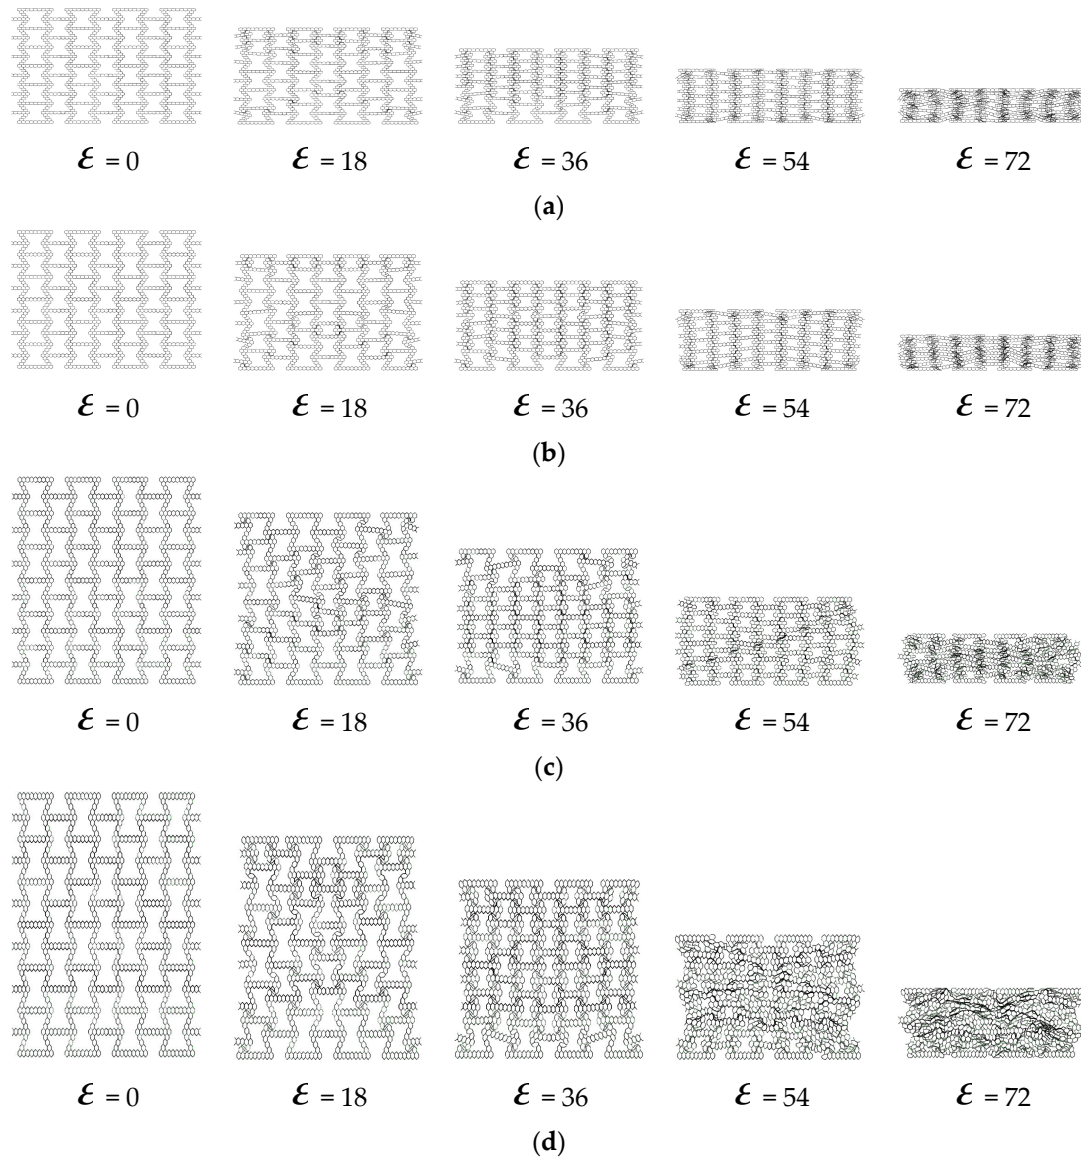 ℰ = 0 ℰ = 18 ℰ = 36 ℰ = 54 ℰ = 72
(a)
ℰ = 0 ℰ = 18 ℰ = 36 ℰ = 54 ℰ = 72
(b)
ℰ = 0 ℰ = 18 ℰ = 36 ℰ = 54 ℰ = 72
(c)
ℰ = 0 ℰ = 18 ℰ = 36 ℰ = 54 ℰ = 72
(d)